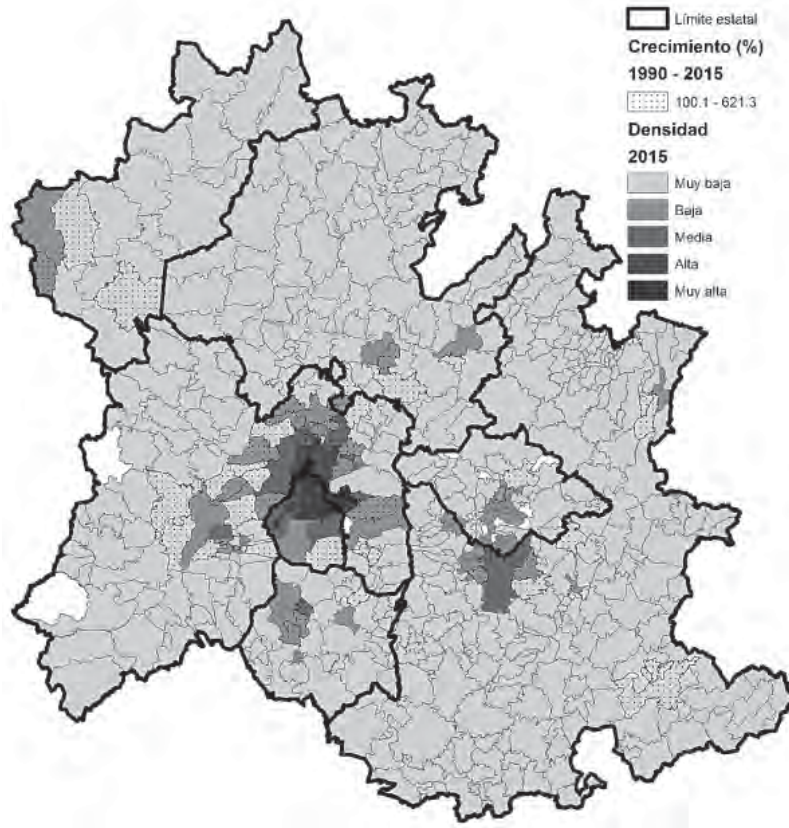 Límite estatal
Crecimiento (%)
1990 - 2015
100.1 - 621.3
Densidad
2015
Muy baja
Baja
Media
Alta
Muy alta